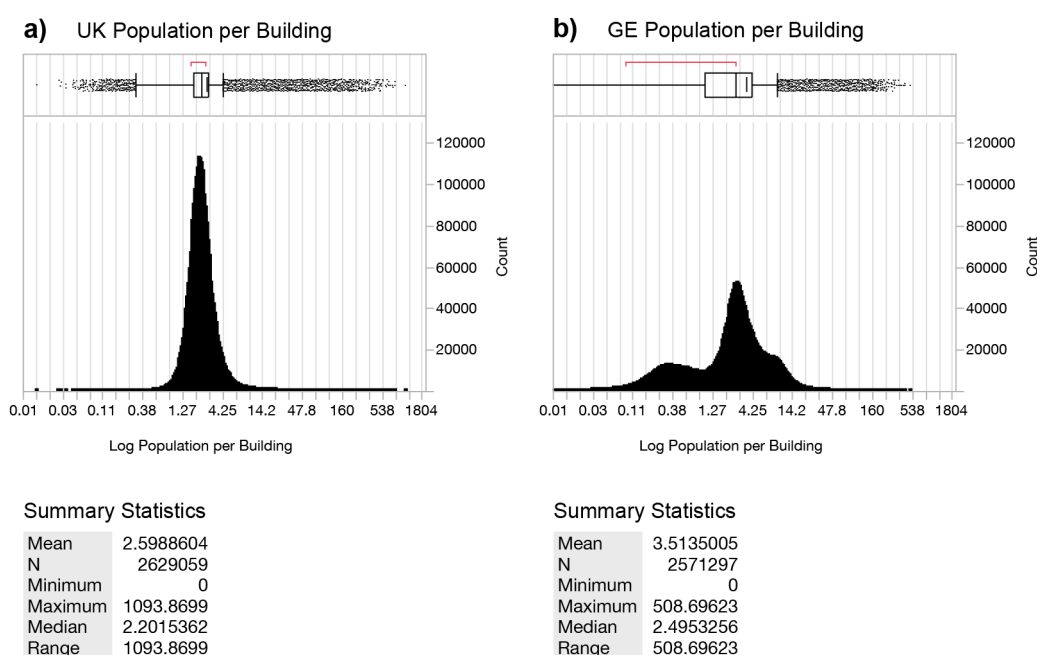 a) UK Population per Building
120000
100000
80000
60000
40000
20000
Count
0.01 0.03 0.11 0.38 1.27 4.25 14.2 47.8 160 538 1804
Log Population per Building
Summary Statistics
Mean 2.5988604
N 2629059
Minimum 0
Maximum 1093.8699
Median 2.2015362
Range 1093.8699
b) GE Population per Building
120000
100000
80000
60000
40000
20000
Count
0.01 0.03 0.11 0.38 1.27 4.25 14.2 47.8 160 538 1804
Log Population per Building
Summary Statistics
Mean 3.5135005
N 2571297
Minimum 0
Maximum 508.69623
Median 2.4953256
Range 508.69623